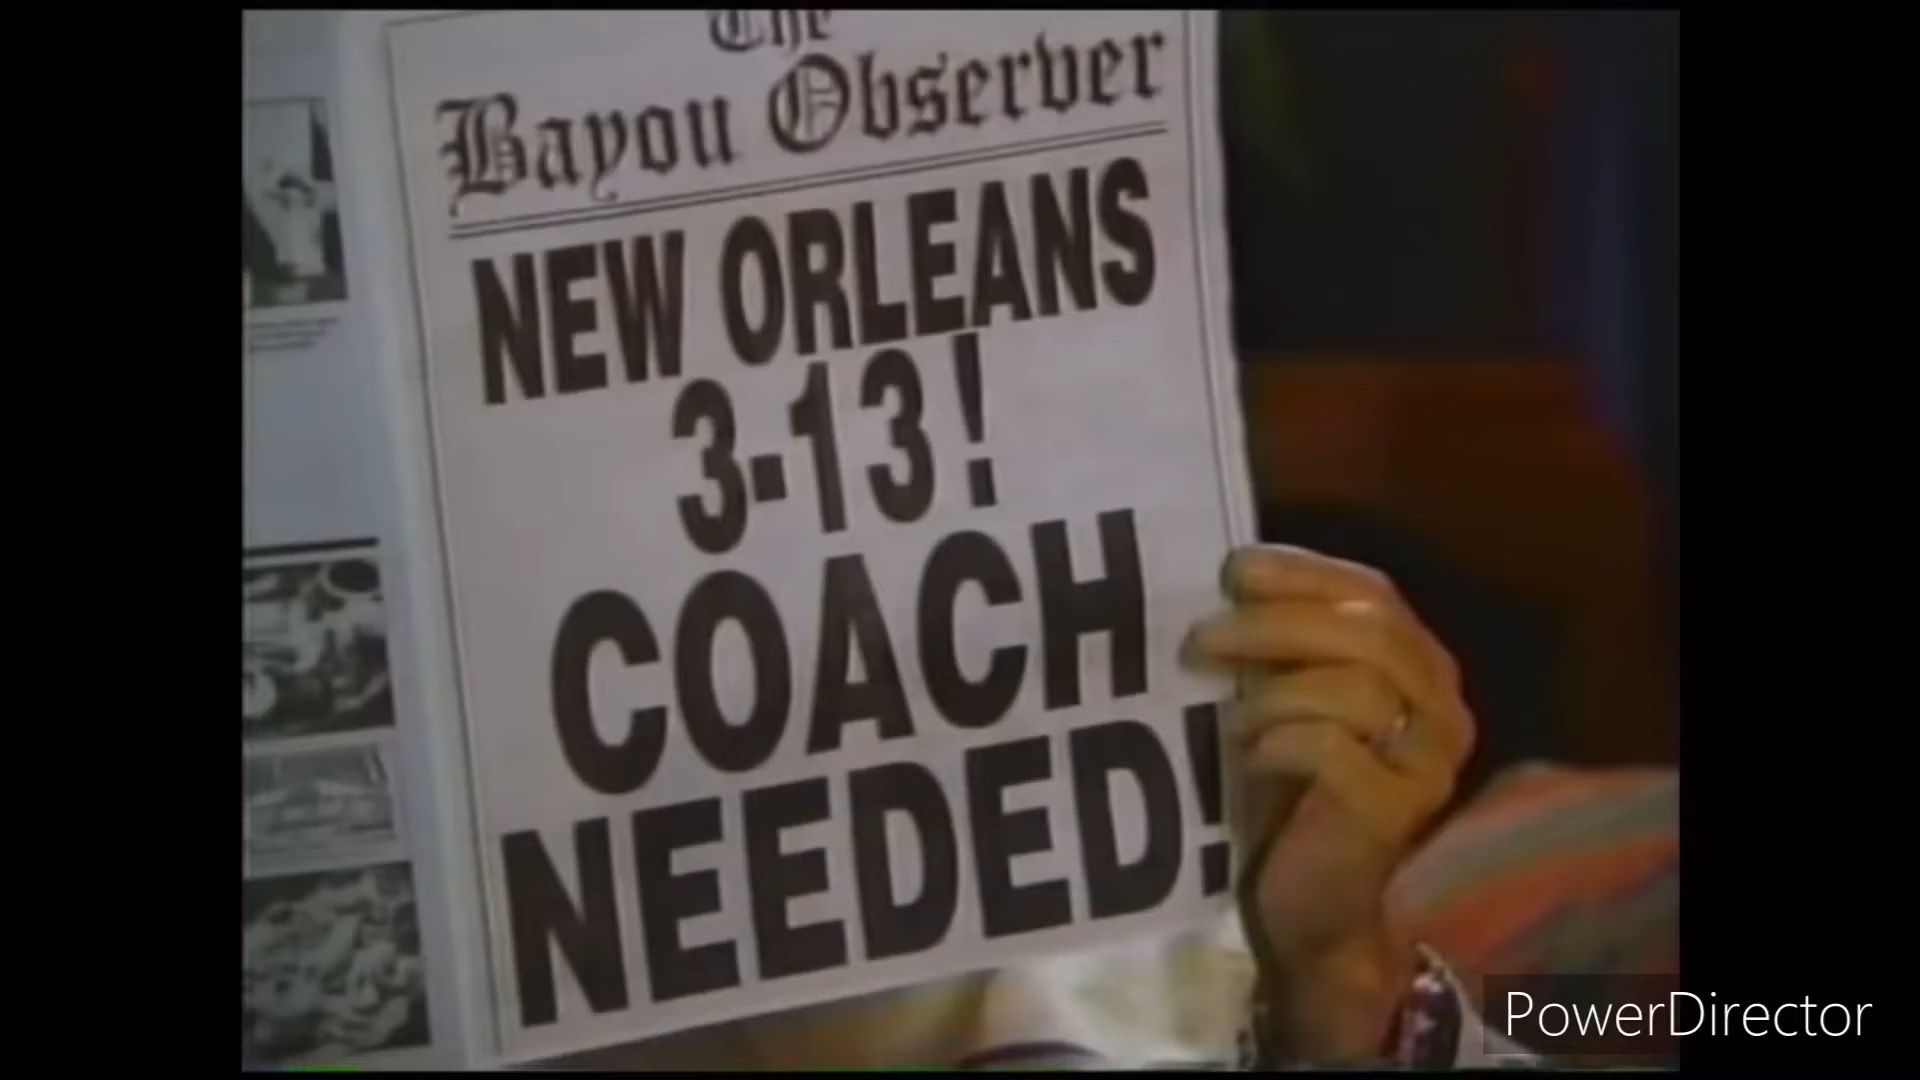 The
Bayou Observer
NEW ORLEANS
3-13!
COACH
NEEDED!
PowerDirector